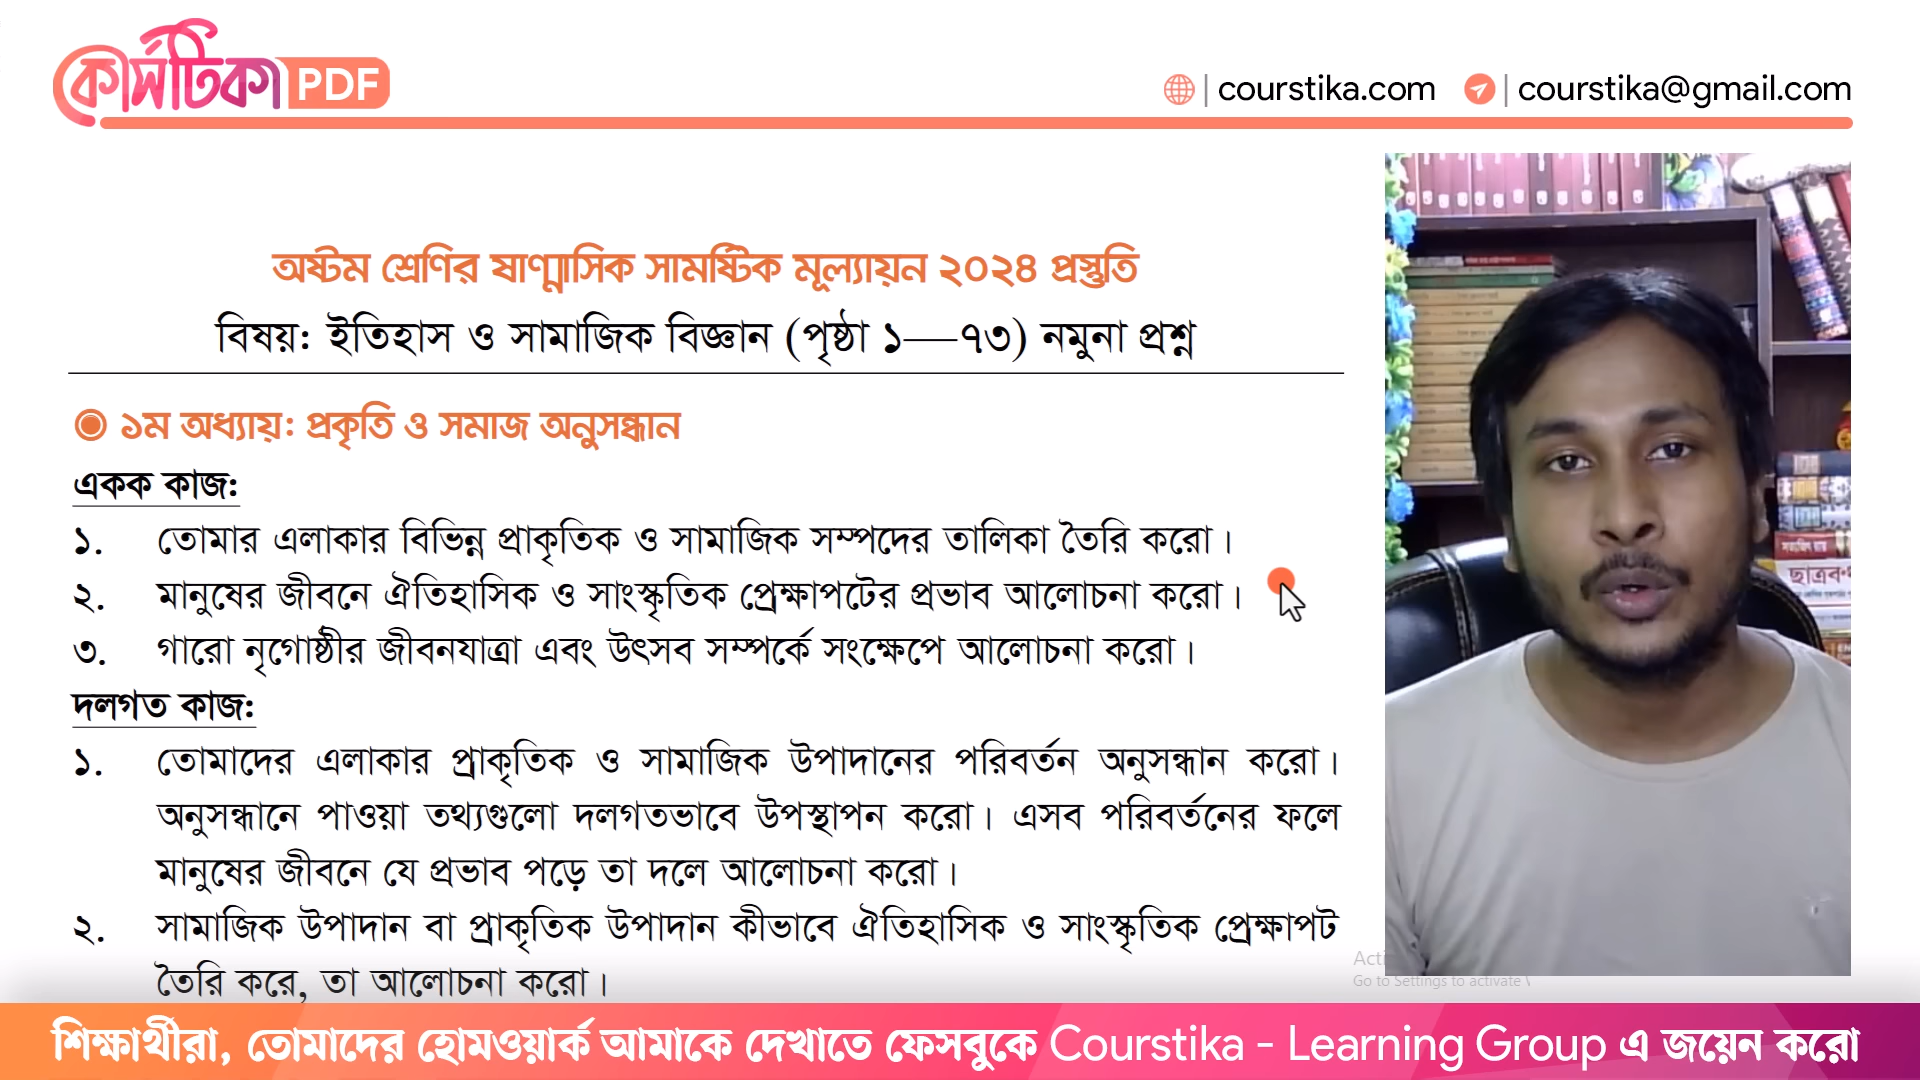 কোর্সটিকা PDF
courstika.com
courstika@gmail.com
অষ্টম শ্রেণির ষাণ্মাসিক সামষ্টিক মূল্যায়ন ২০২৪ প্রস্তুতি
বিষয়: ইতিহাস ও সামাজিক বিজ্ঞান (পৃষ্ঠা ১—৭৩) নমুনা প্রশ্ন
১ম অধ্যায়: প্রকৃতি ও সমাজ অনুসন্ধান
একক কাজ:
১. তোমার এলাকার বিভিন্ন প্রাকৃতিক ও সামাজিক সম্পদের তালিকা তৈরি করো।
২. মানুষের জীবনে ঐতিহাসিক ও সাংস্কৃতিক প্রেক্ষাপটের প্রভাব আলোচনা করো।
৩. গারো নৃগোষ্ঠীর জীবনযাত্রা এবং উৎসব সম্পর্কে সংক্ষেপে আলোচনা করো।
দলগত কাজ:
১. তোমাদের এলাকার প্রাকৃতিক ও সামাজিক উপাদানের পরিবর্তন অনুসন্ধান করো।
অনুসন্ধানে পাওয়া তথ্যগুলো দলগতভাবে উপস্থাপন করো। এসব পরিবর্তনের ফলে
মানুষের জীবনে যে প্রভাব পড়ে তা দলে আলোচনা করো।
২. সামাজিক উপাদান বা প্রাকৃতিক উপাদান কীভাবে ঐতিহাসিক ও সাংস্কৃতিক প্রেক্ষাপট
তৈরি করে, তা আলোচনা করো।
Go to Settings to activate
শিক্ষার্থীরা, তোমাদের হোমওয়ার্ক আমাকে দেখাতে ফেসবুকে Courstika - Learning Group এ জয়েন করো